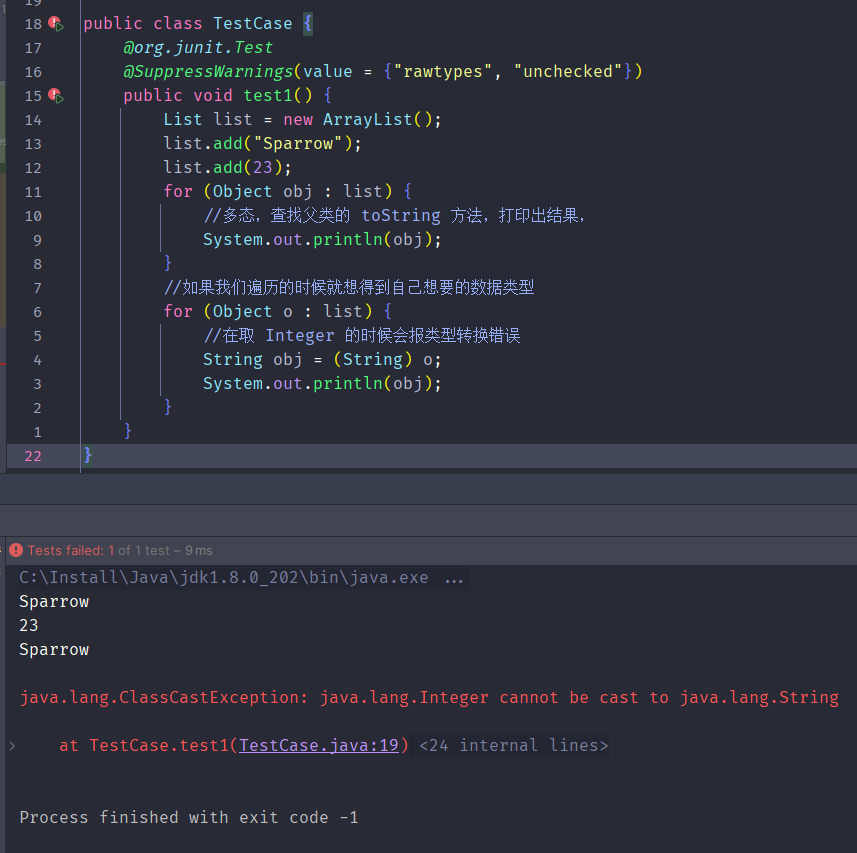 19
18 public class TestCase {
17 @org.junit.Test
16 @SuppressWarnings(value = {"rawtypes", "unchecked"})
15 public void test1() {
14 List list = new ArrayList();
13 list.add("Sparrow");
12 list.add(23);
11 for (Object obj : list) {
10 //多态，查找父类的 toString 方法，打印出结果，
9 System.out.println(obj);
8 }
7 //如果我们遍历的时候就想得到自己想要的数据类型
6 for (Object o : list) {
5 //在取 Integer 的时候会报类型转换错误
4 String obj = (String) o;
3 System.out.println(obj);
2 }
1 }
22 }
Tests failed: 1 of 1 test – 9 ms
C:\Install\Java\jdk1.8.0_202\bin\java.exe ...
Sparrow
23
Sparrow
java.lang.ClassCastException: java.lang.Integer cannot be cast to java.lang.String
at TestCase.test1(TestCase.java:19) <24 internal lines>
Process finished with exit code -1